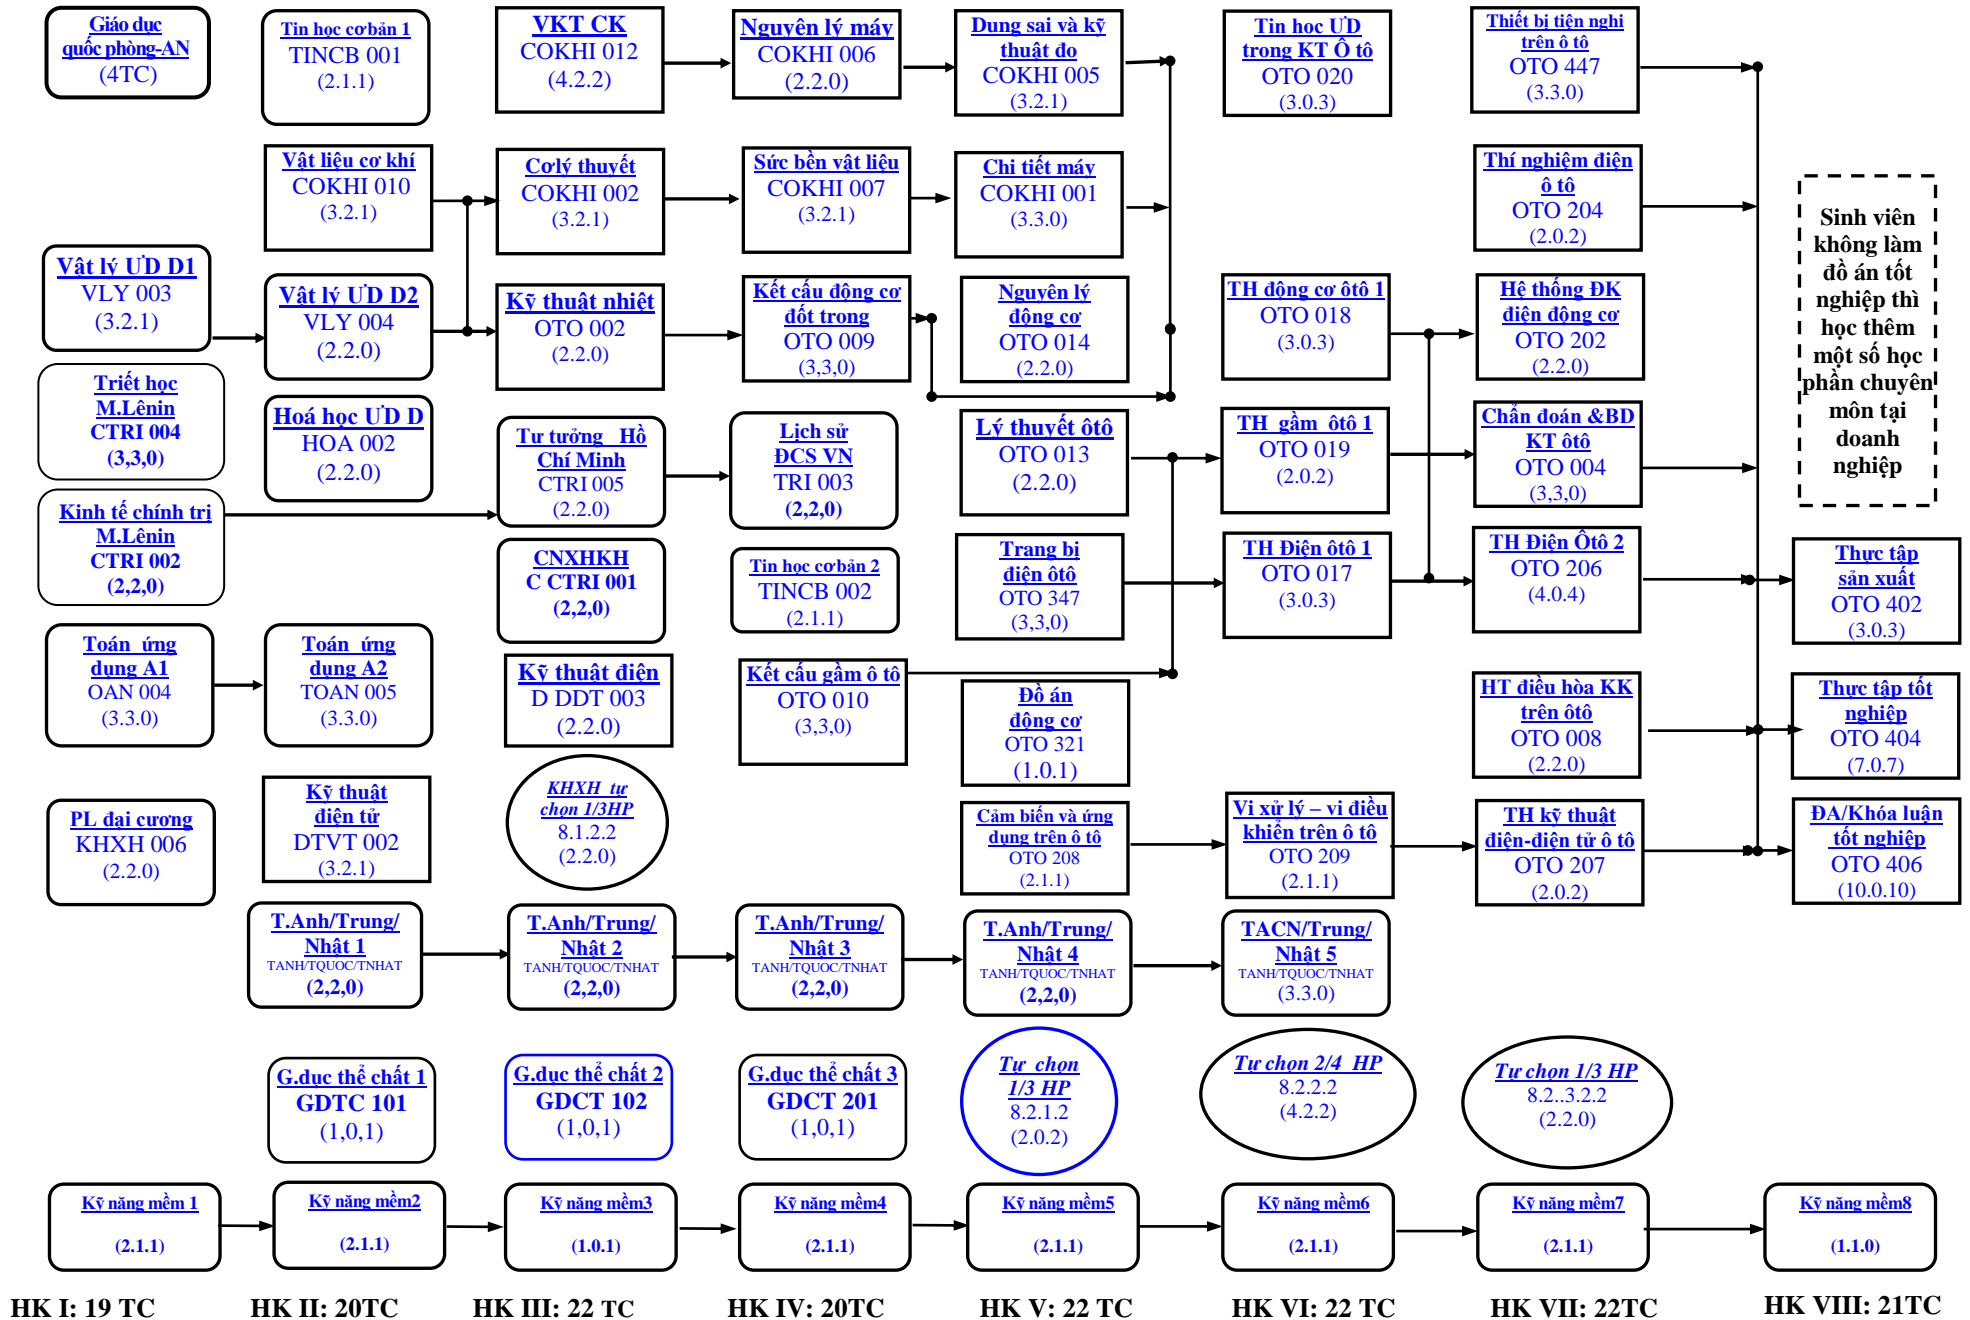 Giáo dục
quốc phòng-AN
(4TC)
Vật lý ƯD D1
VLY 003
(3.2.1)
Triết học
M.Lênin
CTRI 004
(3,3,0)
Kinh tế chính trị
M.Lênin
CTRI 002
(2,2,0)
Toán ứng
dụng A1
OAN 004
(3.3.0)
PL đại cương
KHXH 006
(2.2.0)
Kỹ năng mềm 1
(2.1.1)
HK I: 19 TC
Tin học cơ bản 1
TINCB 001
(2.1.1)
Vật liệu cơ khí
COKHI 010
(3.2.1)
Vật lý ƯD D2
VLY 004
(2.2.0)
Hoá học ƯD D
HOA 002
(2.2.0)
Toán ứng
dụng A2
TOAN 005
(3.3.0)
Kỹ thuật
điện tử
DTVT 002
(3.2.1)
T.Anh/Trung/
Nhật 1
TANH/TQUOC/TNHAT
(2,2,0)
G.dục thể chất 1
GDTC 101
(1,0,1)
Kỹ năng mềm2
(2.1.1)
HK II: 20TC
VKT CK
COKHI 012
(4.2.2)
Cơ lý thuyết
COKHI 002
(3.2.1)
Kỹ thuật nhiệt
OTO 002
(2.2.0)
Tư tưởng Hồ
Chí Minh
CTRI 005
(2.2.0)
CNXHKH
C CTRI 001
(2,2,0)
Kỹ thuật điện
D DDT 003
(2.2.0)
KHXH tự
chọn 1/3HP
8.1.2.2
(2.2.0)
T.Anh/Trung/
Nhật 2
TANH/TQUOC/TNHAT
(2,2,0)
G.dục thể chất 2
GDCT 102
(1,0,1)
Kỹ năng mềm3
(1.0.1)
HK III: 22 TC
Nguyên lý máy
COKHI 006
(2.2.0)
Sức bền vật liệu
COKHI 007
(3.2.1)
Kết cấu động cơ
đốt trong
OTO 009
(3,3,0)
Lịch sử
ĐCS VN
TRI 003
(2,2,0)
Tin học cơ bản 2
TINCB 002
(2.1.1)
Kết cấu gầm ô tô
OTO 010
(3,3,0)
T.Anh/Trung/
Nhật 3
TANH/TQUOC/TNHAT
(2,2,0)
G.dục thể chất 3
GDCT 201
(1,0,1)
Kỹ năng mềm4
(2.1.1)
HK IV: 20TC
Dung sai và kỹ
thuật đo
COKHI 005
(3.2.1)
Chi tiết máy
COKHI 001
(3.3.0)
Nguyên lý
động cơ
OTO 014
(2.2.0)
Lý thuyết ôtô
OTO 013
(2.2.0)
Trang bị
điện ôtô
OTO 347
(3,3,0)
Đồ án
động cơ
OTO 321
(1.0.1)
Cảm biến và ứng
dụng trên ô tô
OTO 208
(2.1.1)
T.Anh/Trung/
Nhật 4
TANH/TQUOC/TNHAT
(2,2,0)
Tự chọn
1/3 HP
8.2.1.2
(2.0.2)
Kỹ năng mềm5
(2.1.1)
HK V: 22 TC
Tin học UD
trong KT Ô tô
OTO 020
(3.0.3)
TH động cơ ôtô 1
OTO 018
(3.0.3)
TH gầm ôtô 1
OTO 019
(2.0.2)
TH Điện ôtô 1
OTO 017
(3.0.3)
Vi xử lý – vi điều
khiển trên ô tô
OTO 209
(2.1.1)
TACN/Trung/
Nhật 5
TANH/TQUOC/TNHAT
(3.3.0)
Tự chọn 2/4 HP
8.2.2.2
(4.2.2)
Kỹ năng mềm6
(2.1.1)
HK VI: 22 TC
Thiết bị tiện nghi
trên ô tô
OTO 447
(3.3.0)
Thí nghiệm điện
ô tô
OTO 204
(2.0.2)
Hệ thống ĐK
điện động cơ
OTO 202
(2.2.0)
Chẩn đoán &BD
KT ôtô
OTO 004
(3,3,0)
TH Điện Ôtô 2
OTO 206
(4.0.4)
HT điều hòa KK
trên ôtô
OTO 008
(2.2.0)
TH kỹ thuật
điện-điện tử ô tô
OTO 207
(2.0.2)
Tự chọn 1/3 HP
8.2..3.2.2
(2.2.0)
Kỹ năng mềm7
(2.1.1)
HK VII: 22TC
Sinh viên
không làm
đồ án tốt
nghiệp thì
học thêm
một số học
phần chuyên
môn tại
doanh
nghiệp
Thực tập
sản xuất
OTO 402
(3.0.3)
Thực tập tốt
nghiệp
OTO 404
(7.0.7)
ĐA/Khóa luận
tốt nghiệp
OTO 406
(10.0.10)
Kỹ năng mềm8
(1.1.0)
HK VIII: 21TC